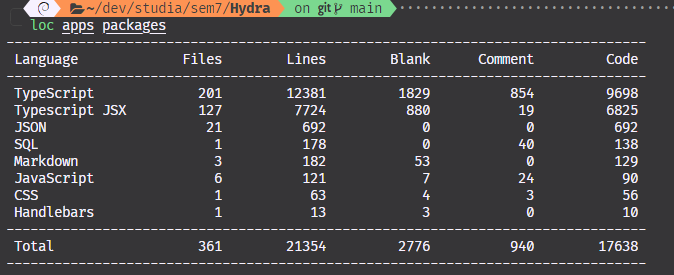 ~/dev/studia/sem7/Hydra on git main
loc apps packages
Language Files Lines Blank Comment Code
TypeScript 201 12381 1829 854 9698
Typescript JSX 127 7724 880 19 6825
JSON 21 692 0 0 692
SQL 1 178 0 40 138
Markdown 3 182 53 0 129
JavaScript 6 121 7 24 90
CSS 1 63 4 3 56
Handlebars 1 13 3 0 10
Total 361 21354 2776 940 17638